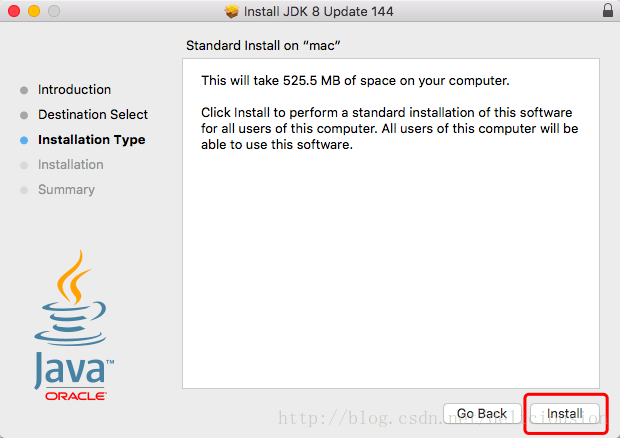 Install JDK 8 Update 144
Standard Install on “mac”
Introduction
Destination Select
Installation Type
Installation
Summary
This will take 525.5 MB of space on your computer.
Click Install to perform a standard installation of this software
for all users of this computer. All users of this computer will be
able to use this software.
Java™
ORACLE
Go Back
Install
http://blog.csdn.net/